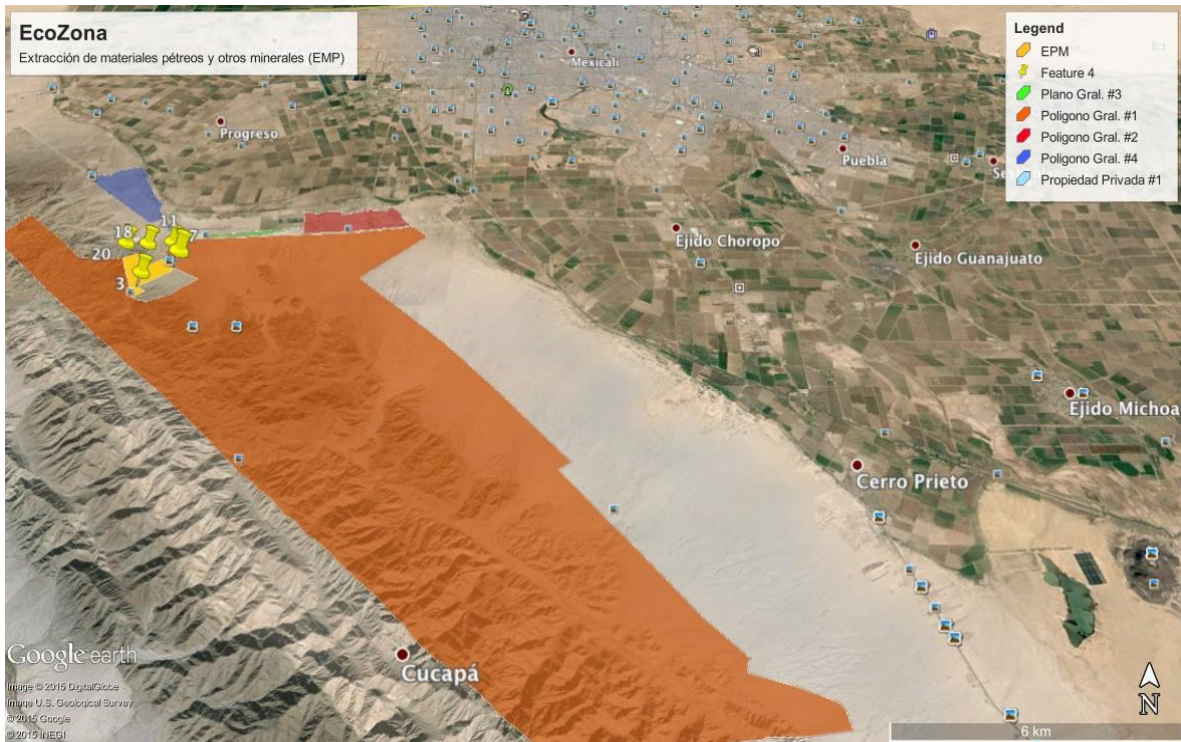 EcoZona
Extracción de materiales pétreos y otros minerales (EMP)
Legend
EPM
Feature 4
Plano Gral. #3
Poligono Gral. #1
Poligono Gral. #2
Poligono Gral. #4
Propiedad Privada #1
Mexicali
Progreso
Puebla
11
18
7
20
3
Ejido Choropo
Ejido Guanajuato
Ejido Michoa
Cerro Prieto
Cucapá
Google earth
Image © 2015 DigitalGlobe
Image U.S. Geological Survey
© 2015 Google
© 2015 INEGI
N
6 km